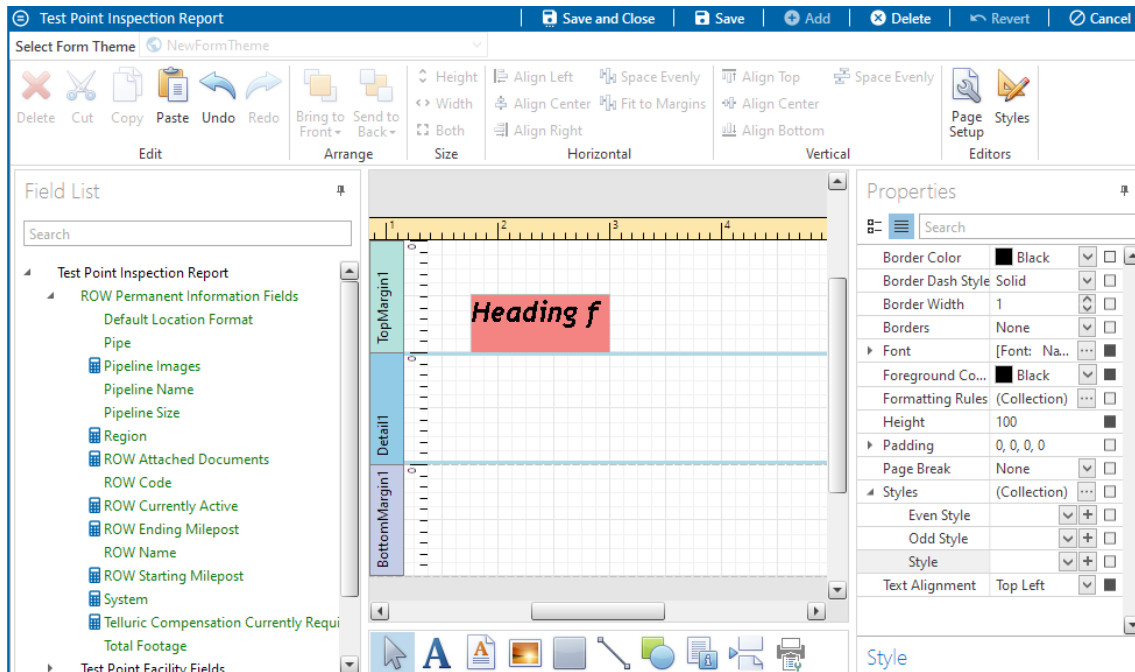 Test Point Inspection Report
Save and Close
Save
Add
Delete
Revert
Cancel
Select Form Theme
NewFormTheme
Delete
Cut
Copy
Paste
Undo
Redo
Edit
Bring to Front
Send to Back
Arrange
Height
Width
Both
Size
Align Left
Space Evenly
Align Center
Fit to Margins
Align Right
Horizontal
Align Top
Space Evenly
Align Center
Align Bottom
Vertical
Page Setup
Styles
Editors
Field List
Search
Test Point Inspection Report
ROW Permanent Information Fields
Default Location Format
Pipe
Pipeline Images
Pipeline Name
Pipeline Size
Region
ROW Attached Documents
ROW Code
ROW Currently Active
ROW Ending Milepost
ROW Name
ROW Starting Milepost
System
Telluric Compensation Currently Requi
Total Footage
Test Point Facility Fields
1 2 3 4
TopMargin1
0
Heading f
Detail1
0
BottomMargin1
0
A
Properties
Search
Border Color Black
Border Dash Style Solid
Border Width 1
Borders None
Font [Font: Na...
Foreground Co... Black
Formatting Rules (Collection)
Height 100
Padding 0, 0, 0, 0
Page Break None
Styles (Collection)
Even Style
Odd Style
Style
Text Alignment Top Left
Style